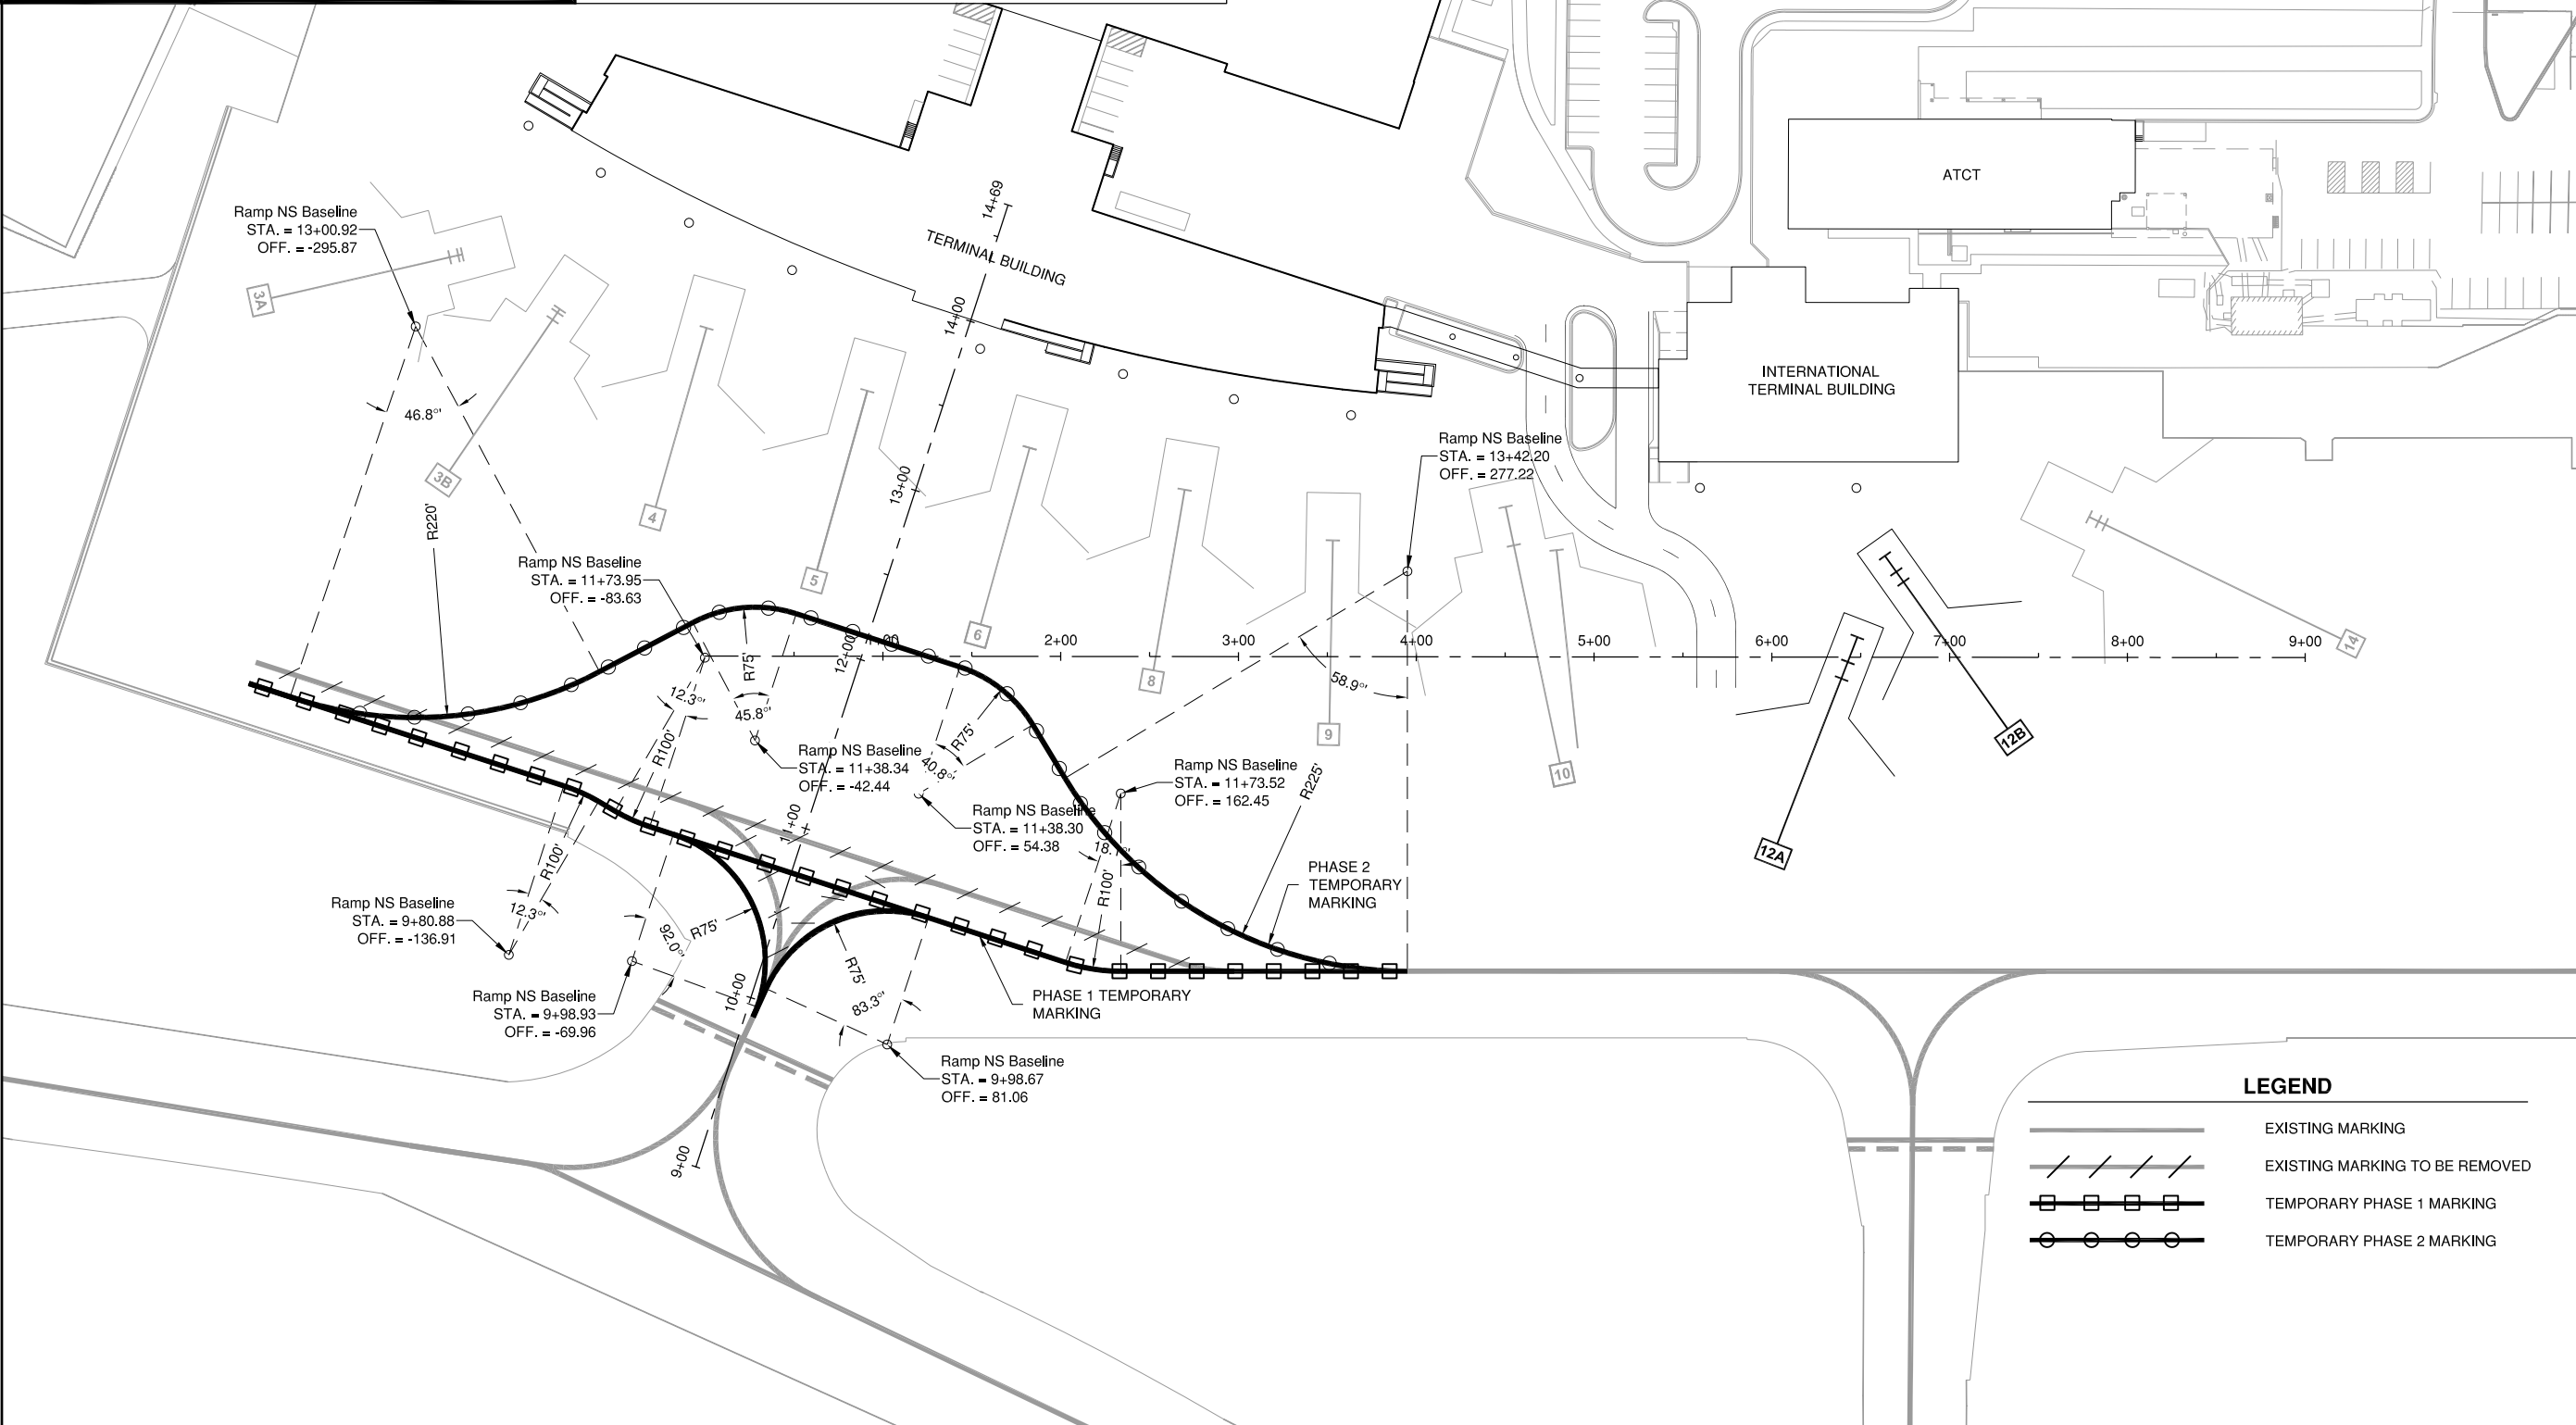 ATCT
14+69
TERMINAL BUILDING
14+00
Ramp NS Baseline
STA. = 13+00.92
OFF. = -295.87
3A
INTERNATIONAL
TERMINAL BUILDING
46.8°'
3B
4
5
6
8
9
10
12A
12B
14
13+00
Ramp NS Baseline
STA. = 13+42.20
OFF. = 277.22
R220'
Ramp NS Baseline
STA. = 11+73.95
OFF. = -83.63
12+00
2+00
3+00
4+00
5+00
6+00
7+00
8+00
9+00
R75'
12.3°'
45.8°'
58.9°'
R100'
R75'
40.8°'
Ramp NS Baseline
STA. = 11+38.34
OFF. = -42.44
Ramp NS Baseline
STA. = 11+73.52
OFF. = 162.45
R225'
Ramp NS Baseline
STA. = 11+38.30
OFF. = 54.38
11+00
R100'
R100'
PHASE 2
TEMPORARY
MARKING
Ramp NS Baseline
STA. = 9+80.88
OFF. = -136.91
12.3°'
92.0°'
R75'
R75'
83.3°'
Ramp NS Baseline
STA. = 9+98.93
OFF. = -69.96
10+00
PHASE 1 TEMPORARY
MARKING
Ramp NS Baseline
STA. = 9+98.67
OFF. = 81.06
9+00
LEGEND
EXISTING MARKING
EXISTING MARKING TO BE REMOVED
TEMPORARY PHASE 1 MARKING
TEMPORARY PHASE 2 MARKING